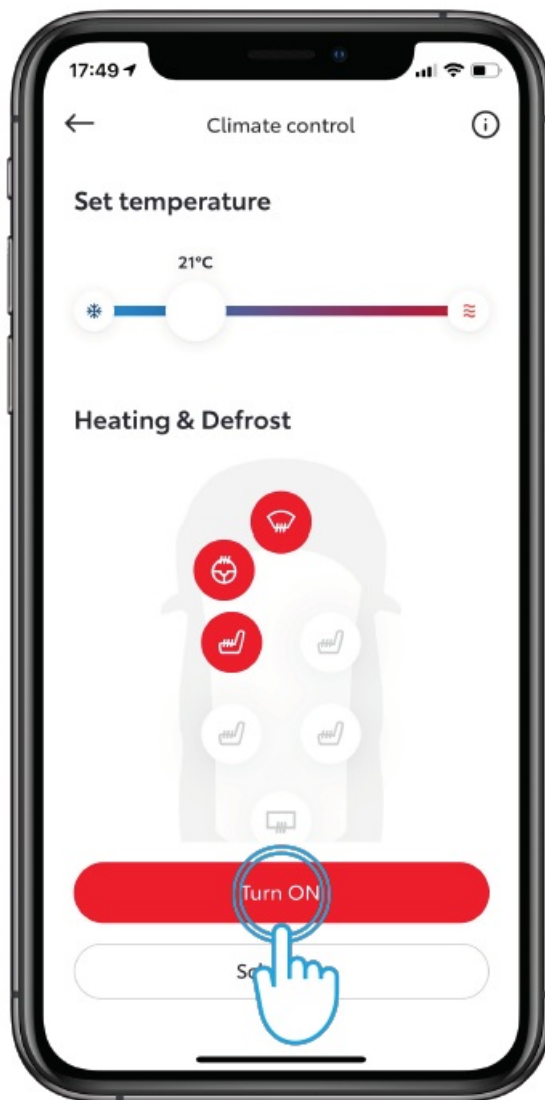 17:49
Climate control
Set temperature
21°C
Heating & Defrost
Turn ON